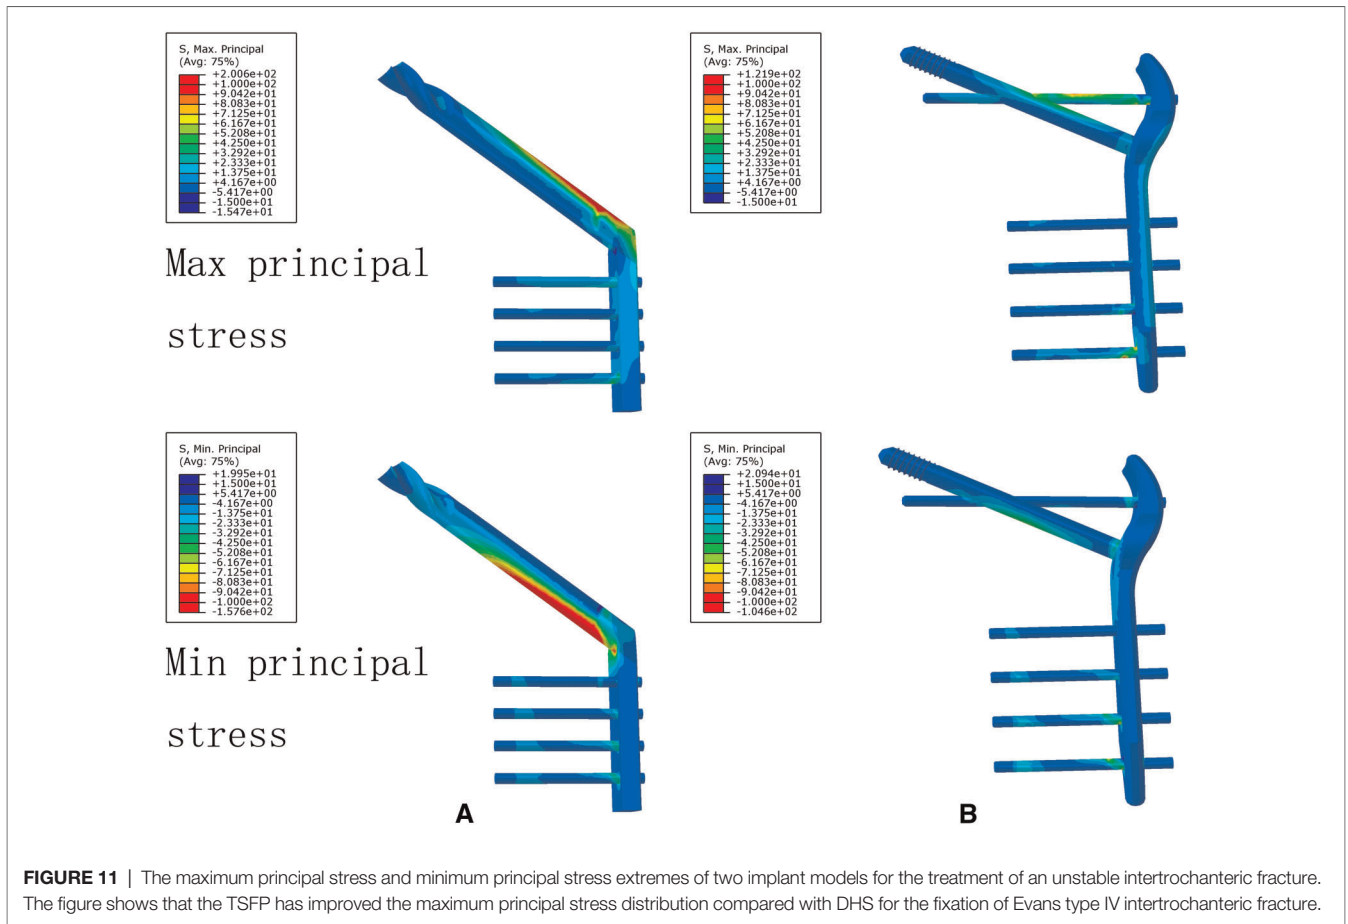 S, Max. Principal
(Avg: 75%)
+2.006e+02
+1.000e+02
+9.042e+01
+8.083e+01
+7.125e+01
+6.167e+01
+5.208e+01
+4.250e+01
+3.292e+01
+2.333e+01
+1.375e+01
+4.167e+00
-5.417e+00
-1.547e+01
Max principal
stress
S, Max. Principal
(Avg: 75%)
+1.219e+02
+1.000e+02
+9.042e+01
+8.083e+01
+7.125e+01
+6.167e+01
+5.208e+01
+4.250e+01
+3.292e+01
+2.333e+01
+1.375e+01
+4.167e+00
-5.417e+00
-1.500e+01
S, Min. Principal
(Avg: 75%)
+1.995e+01
+1.500e+01
+5.417e+00
-4.167e+00
-1.375e+01
-2.333e+01
-3.292e+01
-4.250e+01
-5.208e+01
-6.167e+01
-7.125e+01
-8.083e+01
-9.042e+01
-1.000e+02
-1.576e+02
Min principal
stress
S, Min. Principal
(Avg: 75%)
+2.094e+01
+1.500e+01
+5.417e+00
-4.167e+00
-1.375e+01
-2.333e+01
-3.292e+01
-4.250e+01
-5.208e+01
-6.167e+01
-7.125e+01
-8.083e+01
-9.042e+01
-1.000e+02
-1.046e+02
A
B
FIGURE 11 | The maximum principal stress and minimum principal stress extremes of two implant models for the treatment of an unstable intertrochanteric fracture.
The figure shows that the TSFP has improved the maximum principal stress distribution compared with DHS for the fixation of Evans type IV intertrochanteric fracture.